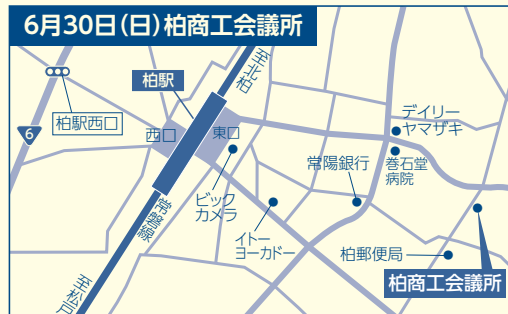 6月30日(日)柏商工会議所
至北柏
柏駅
柏駅西口
6
西口
東口
デイリー
ヤマザキ
巻石堂
病院
常陽銀行
ビック
カメラ
イトー
ヨーカドー
常磐線
柏郵便局
柏商工会議所
至松戸